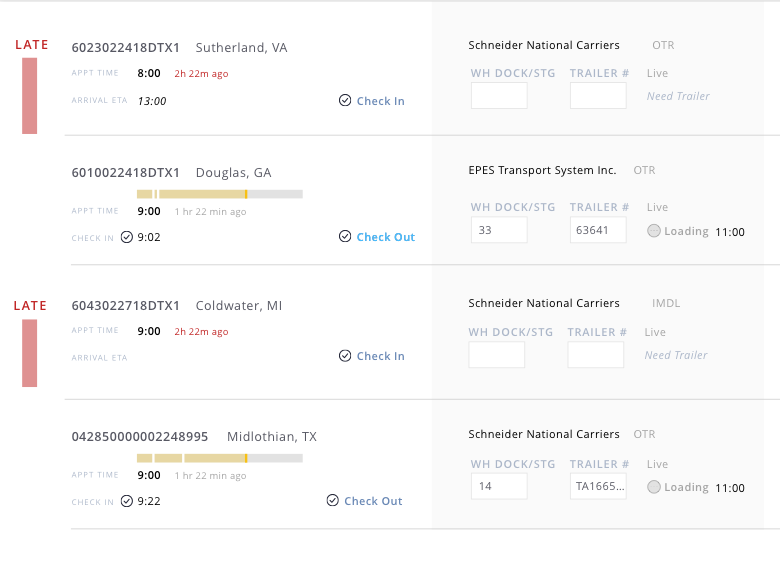 LATE
6023022418DTX1 Sutherland, VA
Schneider National Carriers OTR
APPT TIME 8:00 2h 22m ago
WH DOCK/STG TRAILER # Live
ARRIVAL ETA 13:00 Check In
Need Trailer
6010022418DTX1 Douglas, GA
EPES Transport System Inc. OTR
APPT TIME 9:00 1 hr 22 min ago
WH DOCK/STG TRAILER # Live
CHECK IN 9:02 Check Out
33 63641 Loading 11:00
LATE
6043022718DTX1 Coldwater, MI
Schneider National Carriers IMDL
APPT TIME 9:00 2h 22m ago
WH DOCK/STG TRAILER # Live
ARRIVAL ETA Check In
Need Trailer
042850000002248995 Midlothian, TX
Schneider National Carriers OTR
APPT TIME 9:00 1 hr 22 min ago
WH DOCK/STG TRAILER # Live
CHECK IN 9:22 Check Out
14 TA1665... Loading 11:00